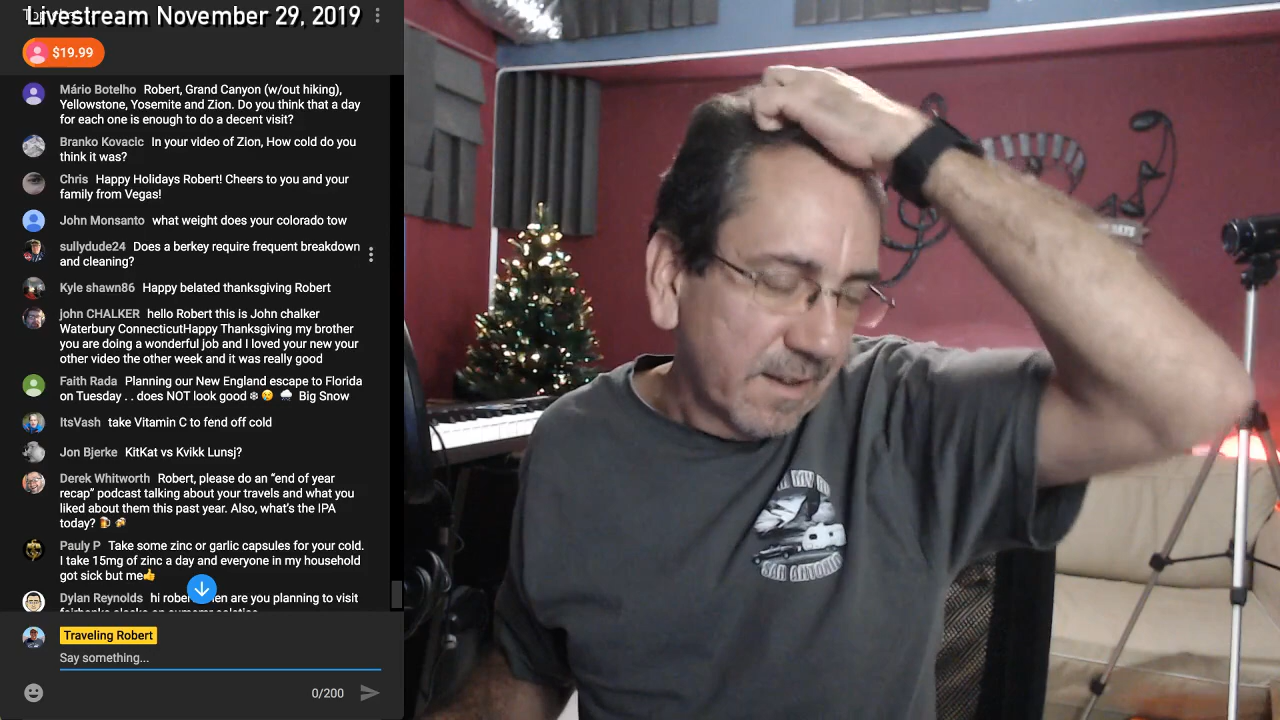 Livestream November 29, 2019
$19.99
Mário Botelho Robert, Grand Canyon (w/out hiking),
Yellowstone, Yosemite and Zion. Do you think that a day
for each one is enough to do a decent visit?
Branko Kovacic In your video of Zion, How cold do you
think it was?
Chris Happy Holidays Robert! Cheers to you and your
family from Vegas!
John Monsanto what weight does your colorado tow
sullydude24 Does a berkey require frequent breakdown
and cleaning?
Kyle shawn86 Happy belated thanksgiving Robert
john CHALKER hello Robert this is John chalker
Waterbury ConnecticutHappy Thanksgiving my brother
you are doing a wonderful job and I loved your new your
other video the other week and it was really good
Faith Rada Planning our New England escape to Florida
on Tuesday . . does NOT look good ❄😢 🌨 Big Snow
ItsVash take Vitamin C to fend off cold
Jon Bjerke KitKat vs Kvikk Lunsj?
Derek Whitworth Robert, please do an “end of year
recap” podcast talking about your travels and what you
liked about them this past year. Also, what’s the IPA
today? 🍺 🍻
Pauly P Take some zinc or garlic capsules for your cold.
I take 15mg of zinc a day and everyone in my household
got sick but me👍
Dylan Reynolds hi are you planning to visit
Traveling Robert
Say something...
0/200
SAN ANTONIO